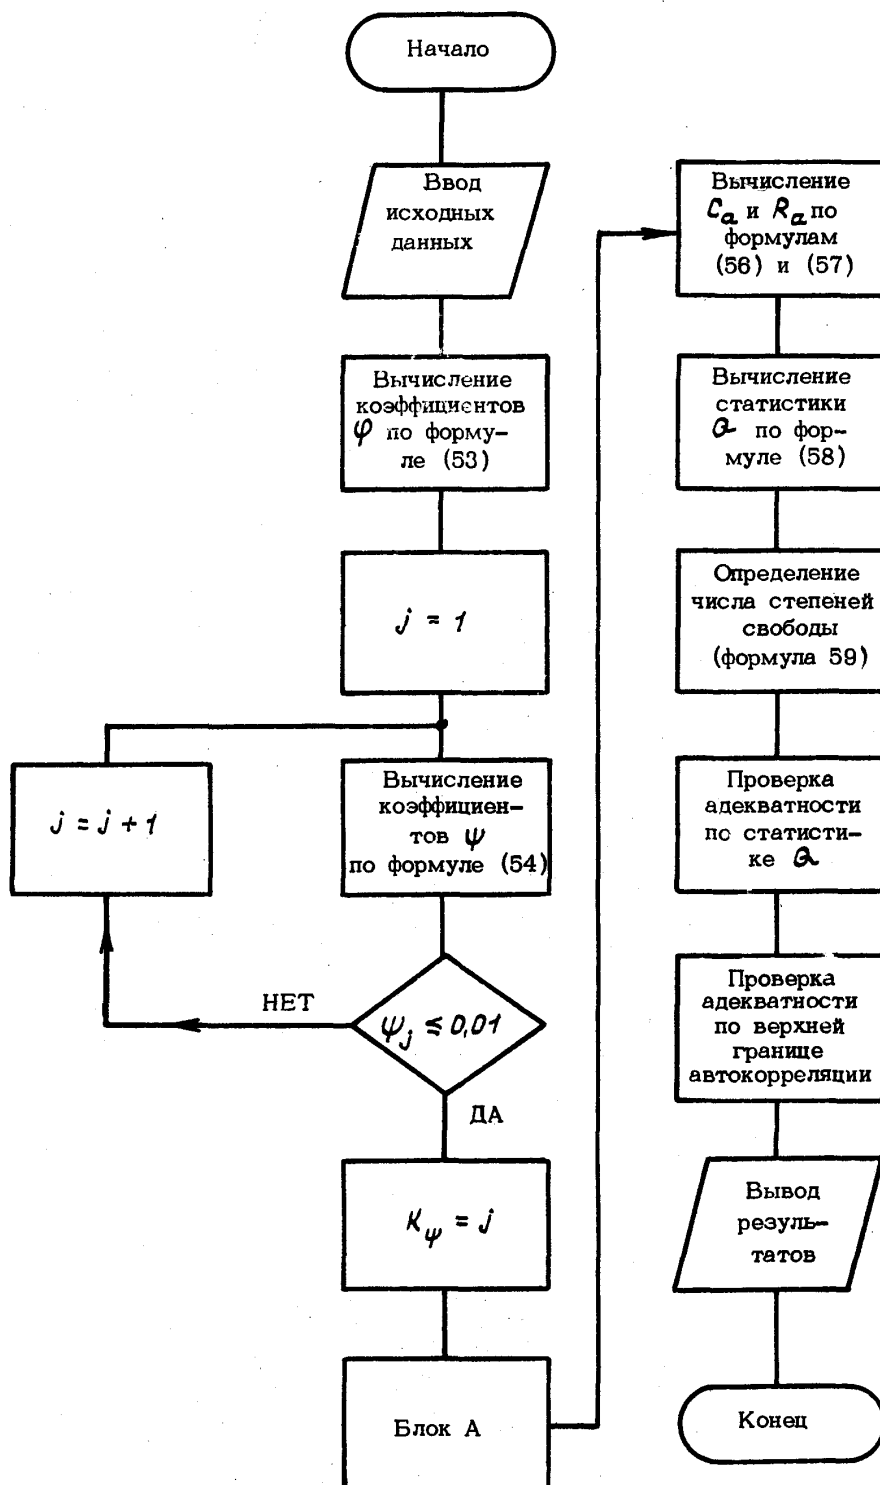 Начало
Ввод
исходных
данных
Вычисление
коэффициентов
φ по форму-
ле (53)
j = 1
j = j + 1
Вычисление
коэффициен-
тов ψ
по формуле (54)
НЕТ
ψj ≤ 0,01
ДА
Kψ = j
Блок А
Вычисление
Ca и Ra по
формулам
(56) и (57)
Вычисление
статистики
Q по фор-
муле (58)
Определение
числа степеней
свободы
(формула 59)
Проверка
адекватности
по статисти-
ке Q
Проверка
адекватности
по верхней
границе
автокорреляции
Вывод
резуль-
татов
Конец